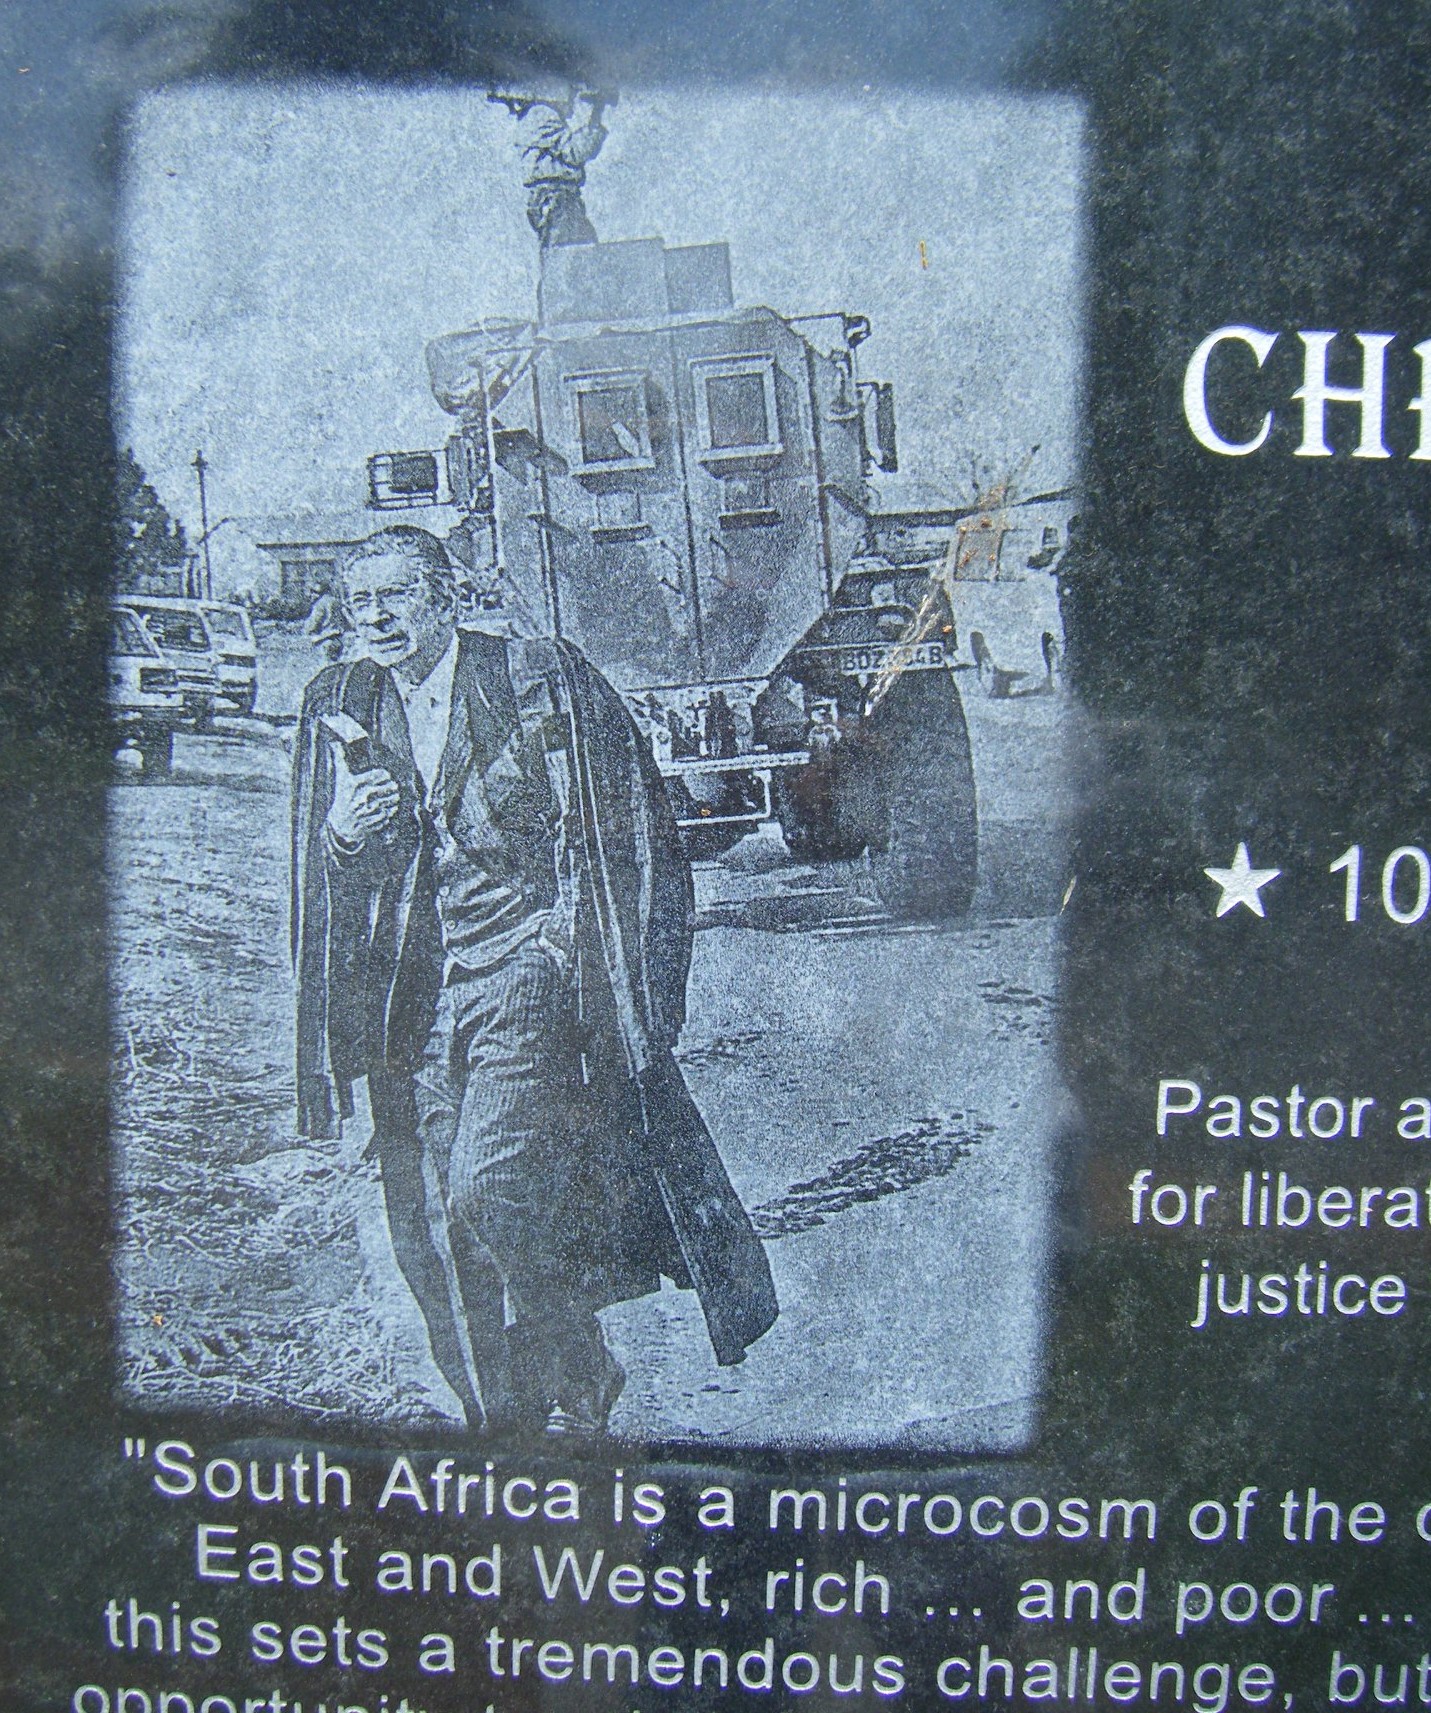 CH
★ 10
Pastor a
for liberat
justice
"South Africa is a microcosm of the
East and West, rich ... and poor ...
this sets a tremendous challenge, but